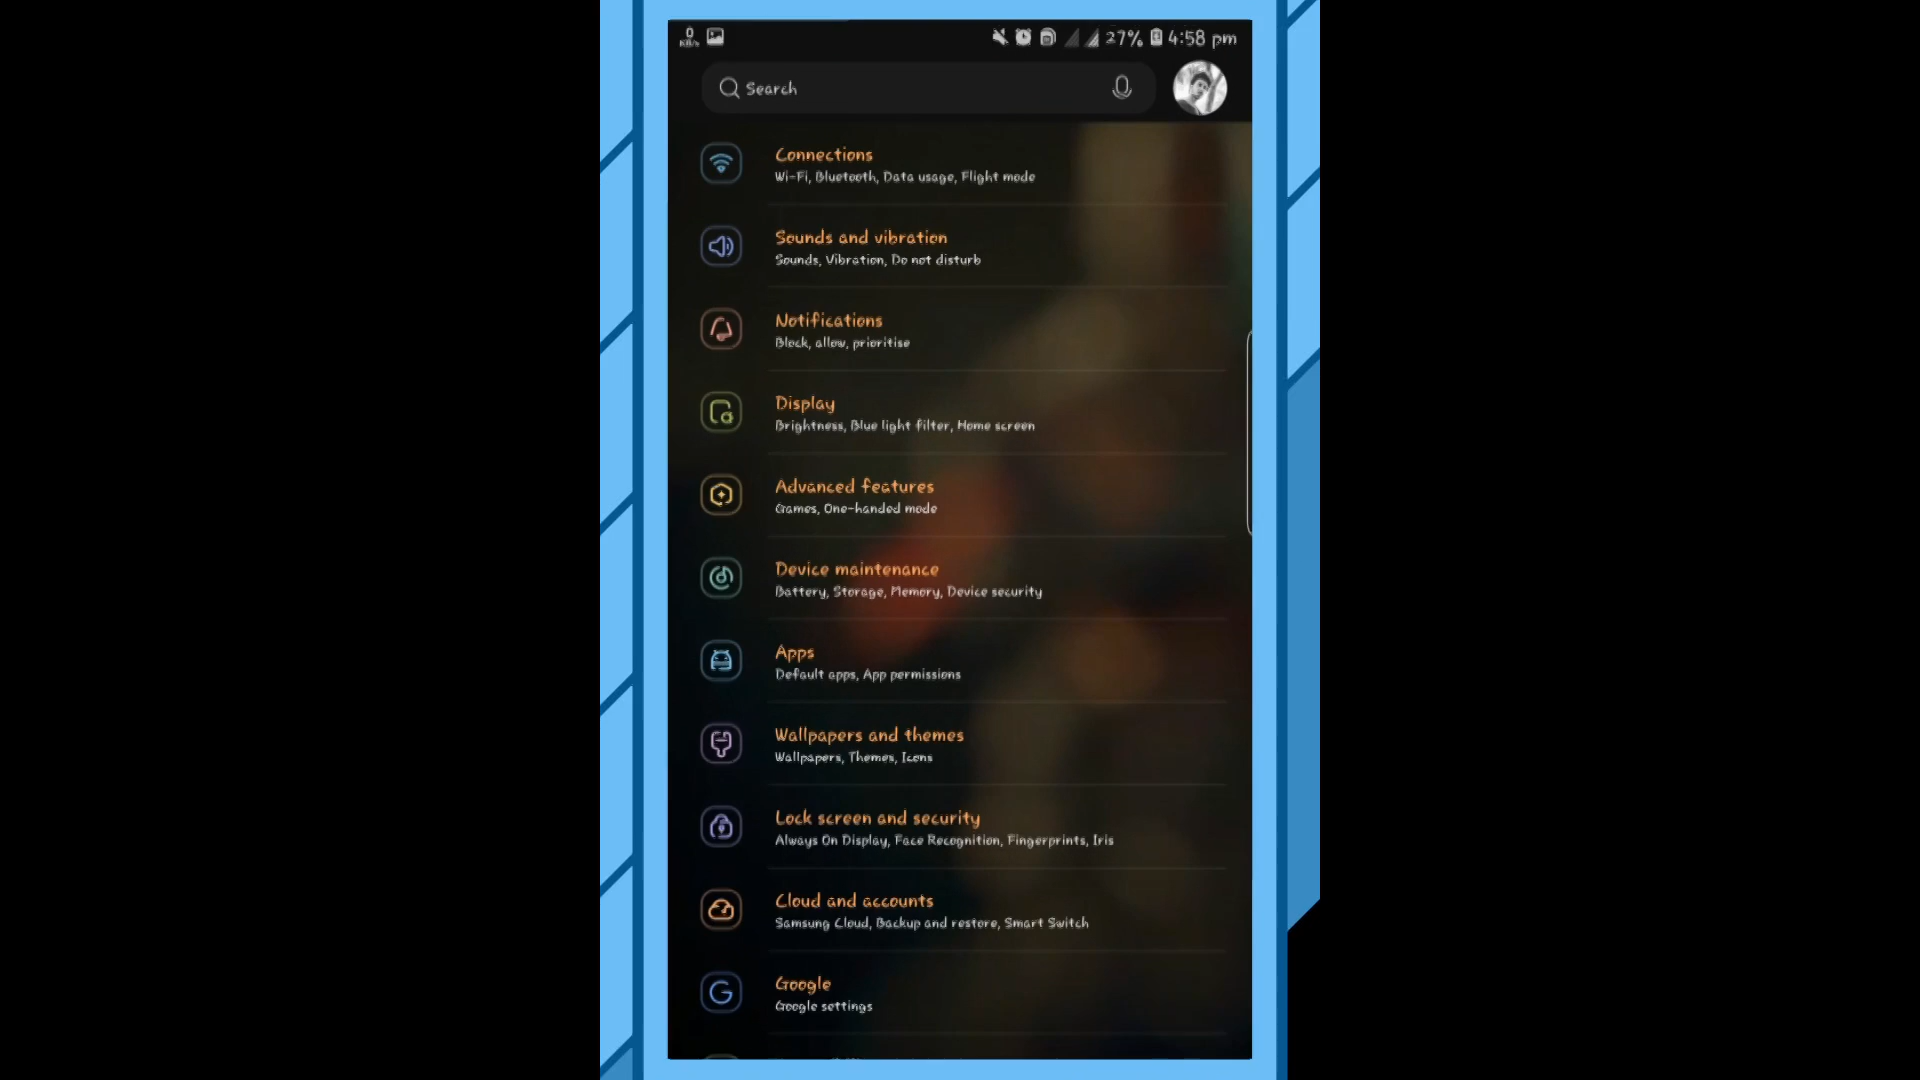 0
KB/s
27% 4:58 pm
Search
Connections
Wi-Fi, Bluetooth, Data usage, Flight mode
Sounds and vibration
Sounds, Vibration, Do not disturb
Notifications
Block, allow, prioritise
Display
Brightness, Blue light filter, Home screen
Advanced features
Games, One-handed mode
Device maintenance
Battery, Storage, Memory, Device security
Apps
Default apps, App permissions
Wallpapers and themes
Wallpapers, Themes, Icons
Lock screen and security
Always On Display, Face Recognition, Fingerprints, Iris
Cloud and accounts
Samsung Cloud, Backup and restore, Smart Switch
Google
Google settings